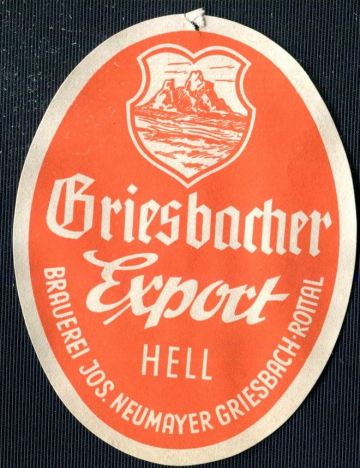 Griesbacher
Export
HELL
BRAUEREI JOS. NEUMAYER GRIESBACH-ROTTAL